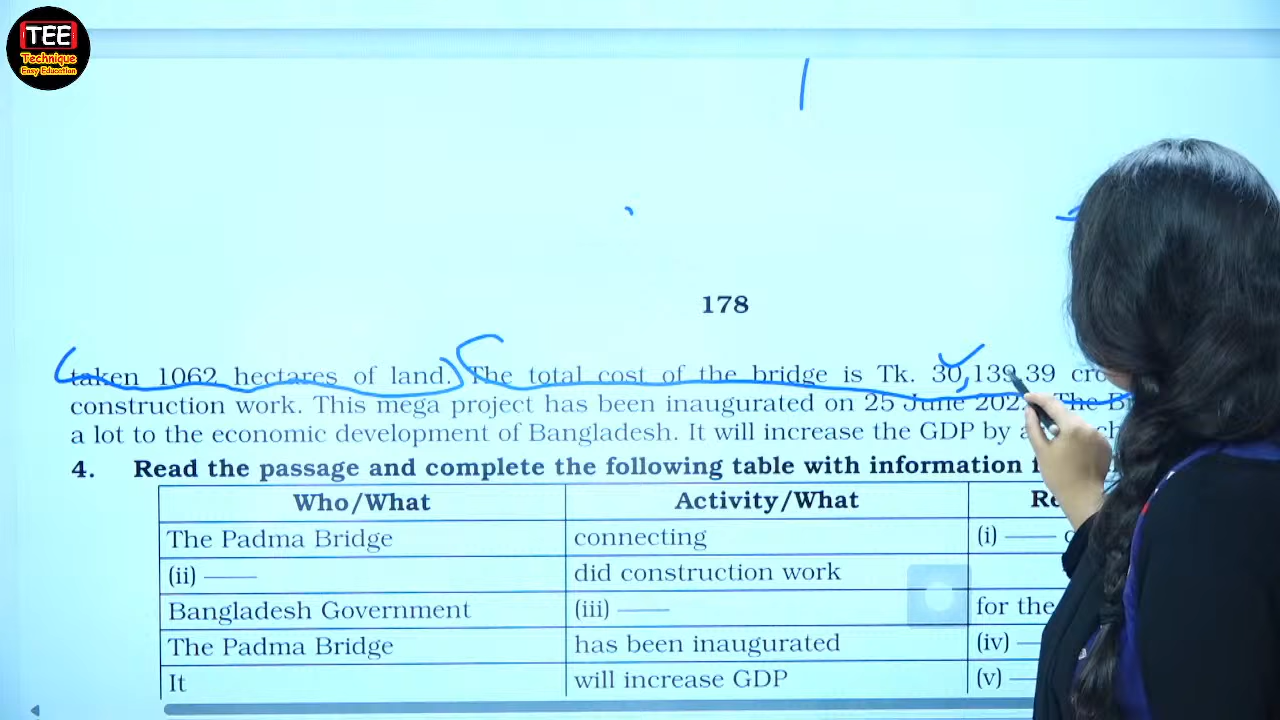 TEE
Technique
Easy Education
178
taken 1062 hectares of land. The total cost of the bridge is Tk. 30,139.39
construction work. This mega project has been inaugurated on 25 June The
a lot to the economic development of Bangladesh. It will increase the GDP by
4. Read the passage and complete the following table with information
Who/What Activity/What
The Padma Bridge connecting (i) ——
(ii) —— did construction work
Bangladesh Government (iii) —— for the
The Padma Bridge has been inaugurated (iv) —
It will increase GDP (v) —